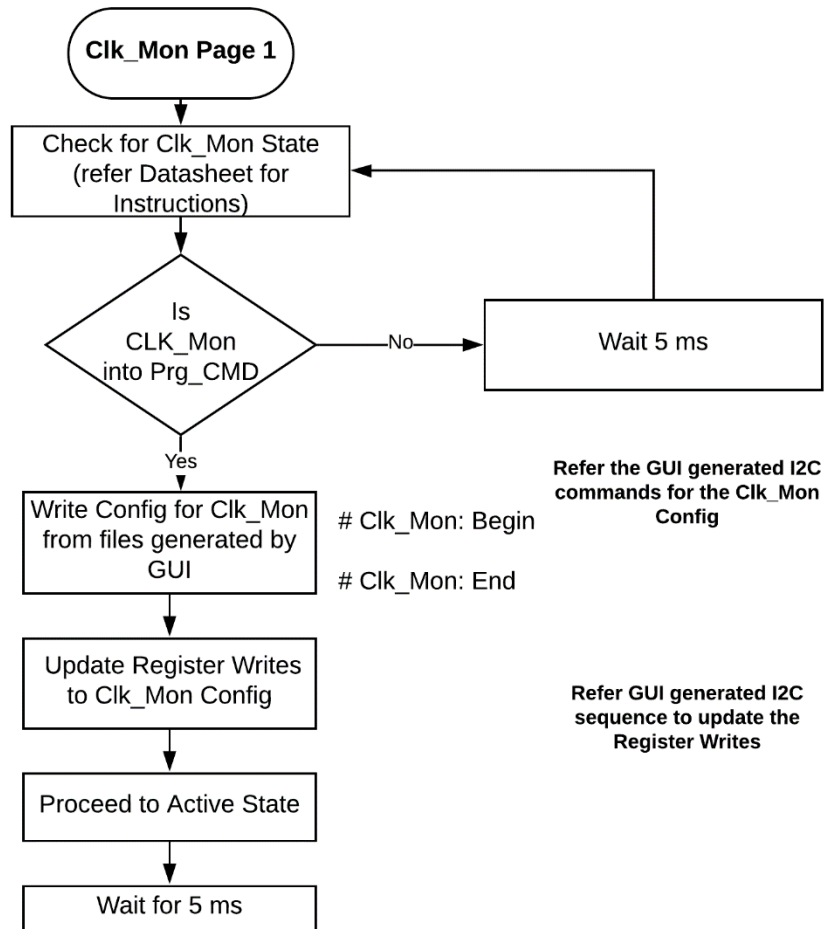 Clk_Mon Page 1
Check for Clk_Mon State
(refer Datasheet for
Instructions)
Is
CLK_Mon
into Prg_CMD
No
Wait 5 ms
Yes
Refer the GUI generated I2C
commands for the Clk_Mon
Config
Write Config for Clk_Mon
from files generated by
GUI
# Clk_Mon: Begin
# Clk_Mon: End
Update Register Writes
to Clk_Mon Config
Refer GUI generated I2C
sequence to update the
Register Writes
Proceed to Active State
Wait for 5 ms